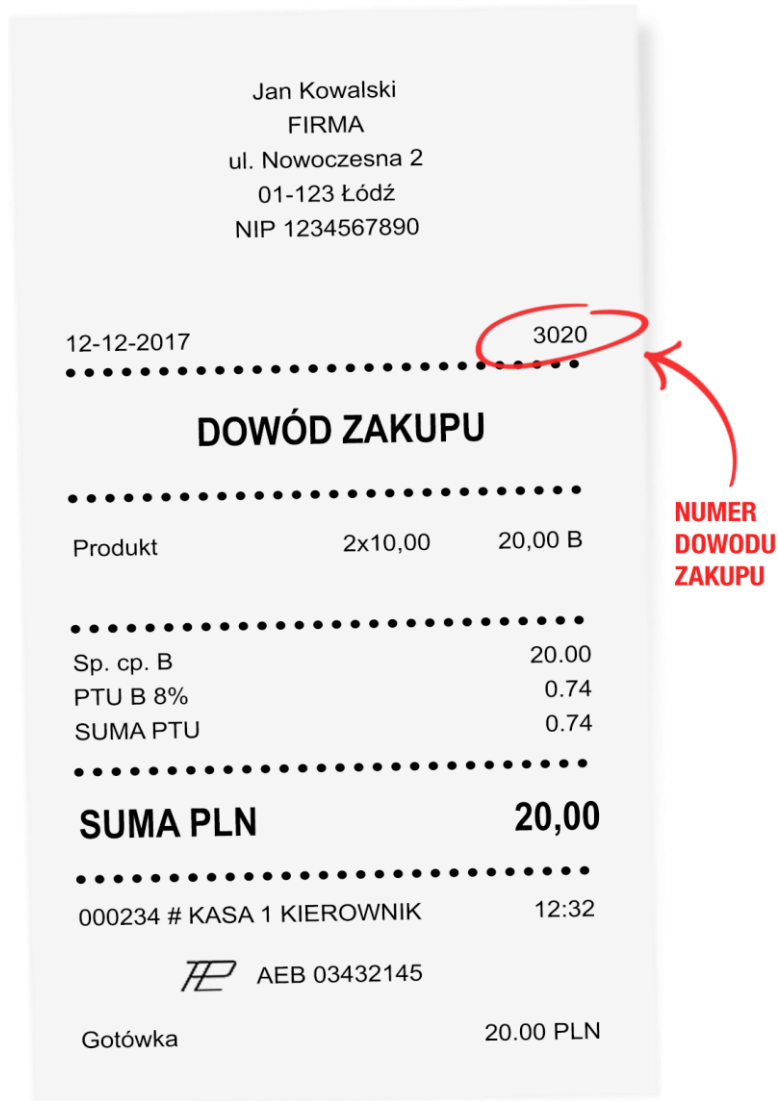 Jan Kowalski
FIRMA
ul. Nowoczesna 2
01-123 Łódź
NIP 1234567890
12-12-2017 3020
DOWÓD ZAKUPU
NUMER
DOWODU
ZAKUPU
Produkt 2x10,00 20,00 B
Sp. cp. B 20.00
PTU B 8% 0.74
SUMA PTU 0.74
SUMA PLN 20,00
000234 # KASA 1 KIEROWNIK 12:32
AEB 03432145
Gotówka 20.00 PLN